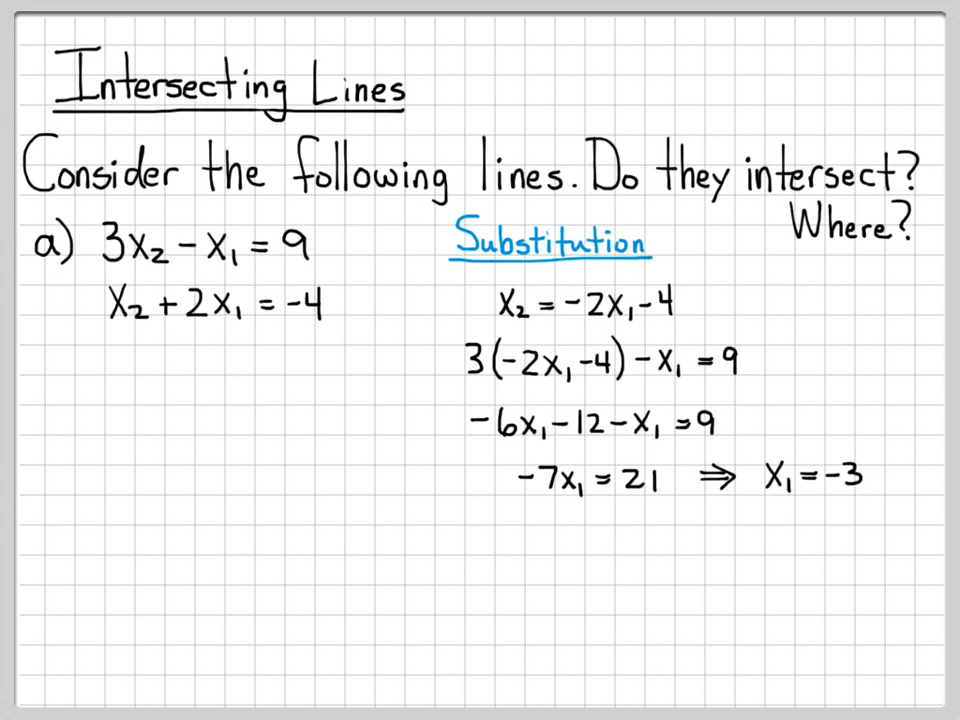 Intersecting Lines
Consider the following lines. Do they intersect?
Where?
a) 3x₂ - x₁ = 9
x₂ + 2x₁ = -4
Substitution
x₂ = -2x₁ - 4
3(-2x₁ - 4) - x₁ = 9
-6x₁ - 12 - x₁ = 9
-7x₁ = 21 ⇒ x₁ = -3